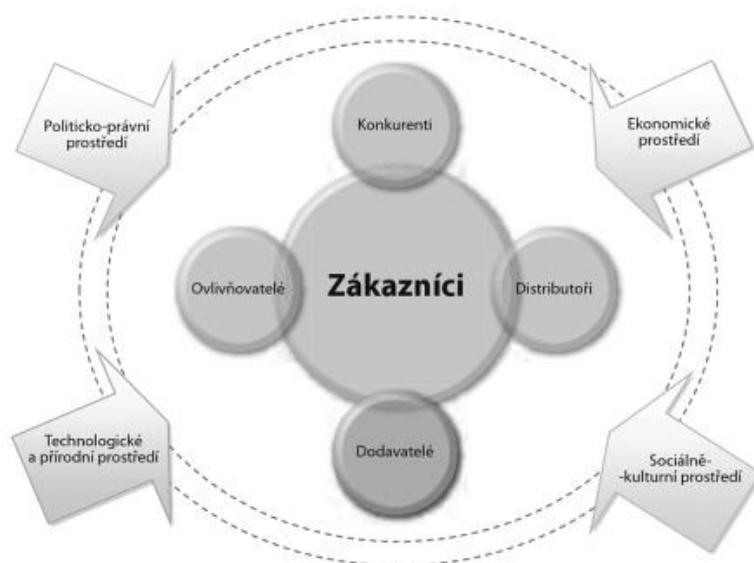 Konkurenti
Politicko-právní
prostředí
Ekonomické
prostředí
Ovlivňovatelé
Zákazníci
Distributoři
Technologické
a přírodní prostředí
Dodavatelé
Sociálně-
-kulturní prostředí